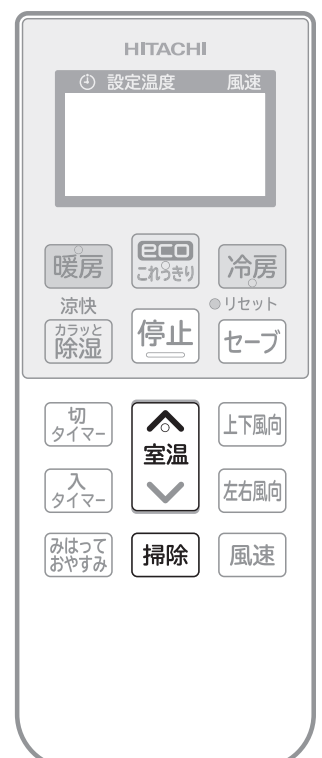 HITACHI
設定温度 風速
暖房
eco
これっきり
冷房
涼快
リセット
カラッと
除湿
停止
セーブ
切
タイマー
室温
上下風向
入
タイマー
左右風向
みはって
おやすみ
掃除
風速